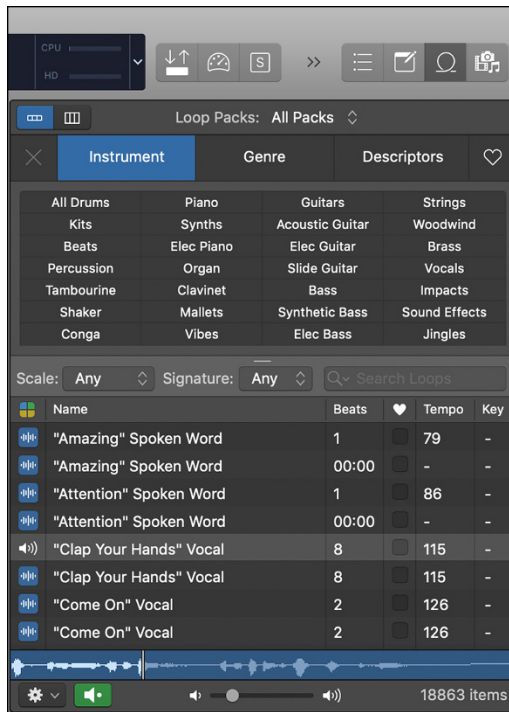 CPU
HD
S
Loop Packs: All Packs
Instrument Genre Descriptors
All Drums Piano Guitars Strings
Kits Synths Acoustic Guitar Woodwind
Beats Elec Piano Elec Guitar Brass
Percussion Organ Slide Guitar Vocals
Tambourine Clavinet Bass Impacts
Shaker Mallets Synthetic Bass Sound Effects
Conga Vibes Elec Bass Jingles
Scale: Any Signature: Any Search Loops
Name Beats Tempo Key
"Amazing" Spoken Word 1 79 -
"Amazing" Spoken Word 00:00 - -
"Attention" Spoken Word 1 86 -
"Attention" Spoken Word 00:00 - -
"Clap Your Hands" Vocal 8 115 -
"Clap Your Hands" Vocal 8 115 -
"Come On" Vocal 2 126 -
"Come On" Vocal 2 126 -
18863 items